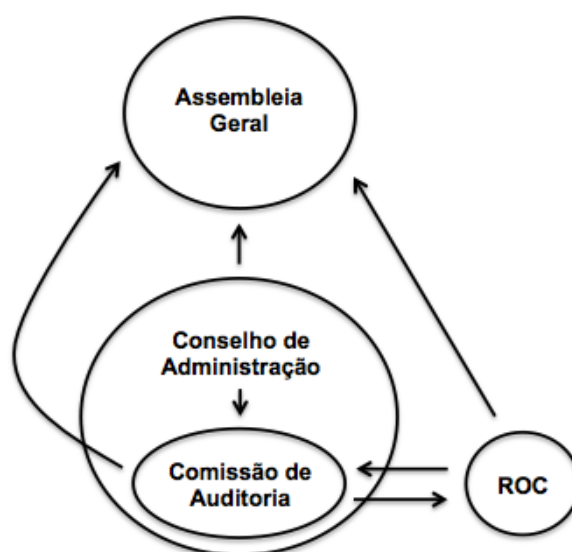 Assembleia
Geral
Conselho de
Administração
Comissão de
Auditoria
ROC